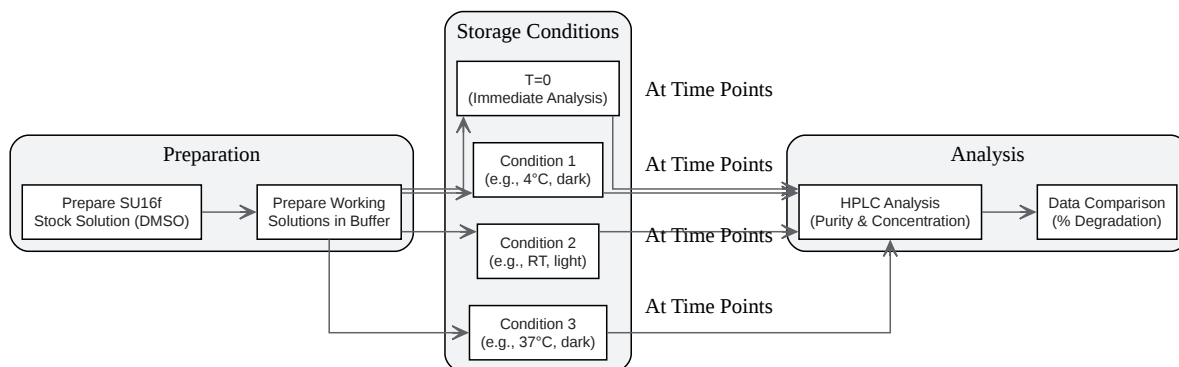 Storage Conditions
T=0
(Immediate Analysis)
At Time Points
Preparation
Prepare SU16f
Stock Solution (DMSO)
Prepare Working
Solutions in Buffer
Condition 1
(e.g., 4°C, dark)
At Time Points
Condition 2
(e.g., RT, light)
At Time Points
Condition 3
(e.g., 37°C, dark)
At Time Points
Analysis
HPLC Analysis
(Purity & Concentration)
Data Comparison
(% Degradation)